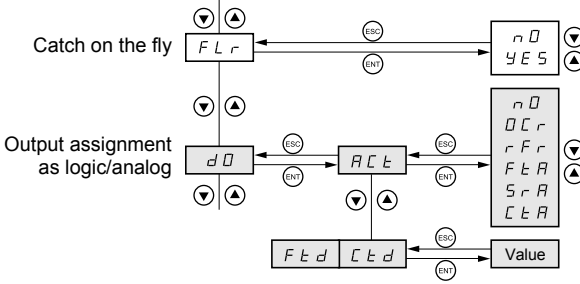 Catch on the fly
FLr
ESC
ENT
nO
YES
Output assignment
as logic/analog
dO
ESC
ENT
ACt
ESC
ENT
nO
OCr
rFr
FtA
SrA
CtA
Ftd
Ctd
ESC
ENT
Value